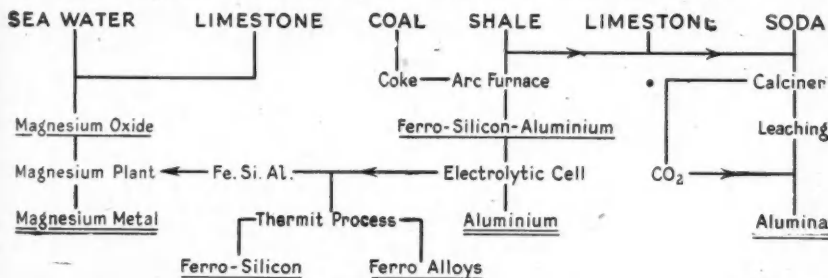 SEA WATER LIMESTONE COAL SHALE LIMESTONE SODA
Coke Arc Furnace Calciner
Magnesium Oxide Ferro-Silicon-Aluminium Leaching
Magnesium Plant Fe. Si. Al. Electrolytic Cell CO₂
Magnesium Metal Thermit Process Aluminium Alumina
Ferro-Silicon Ferro Alloys